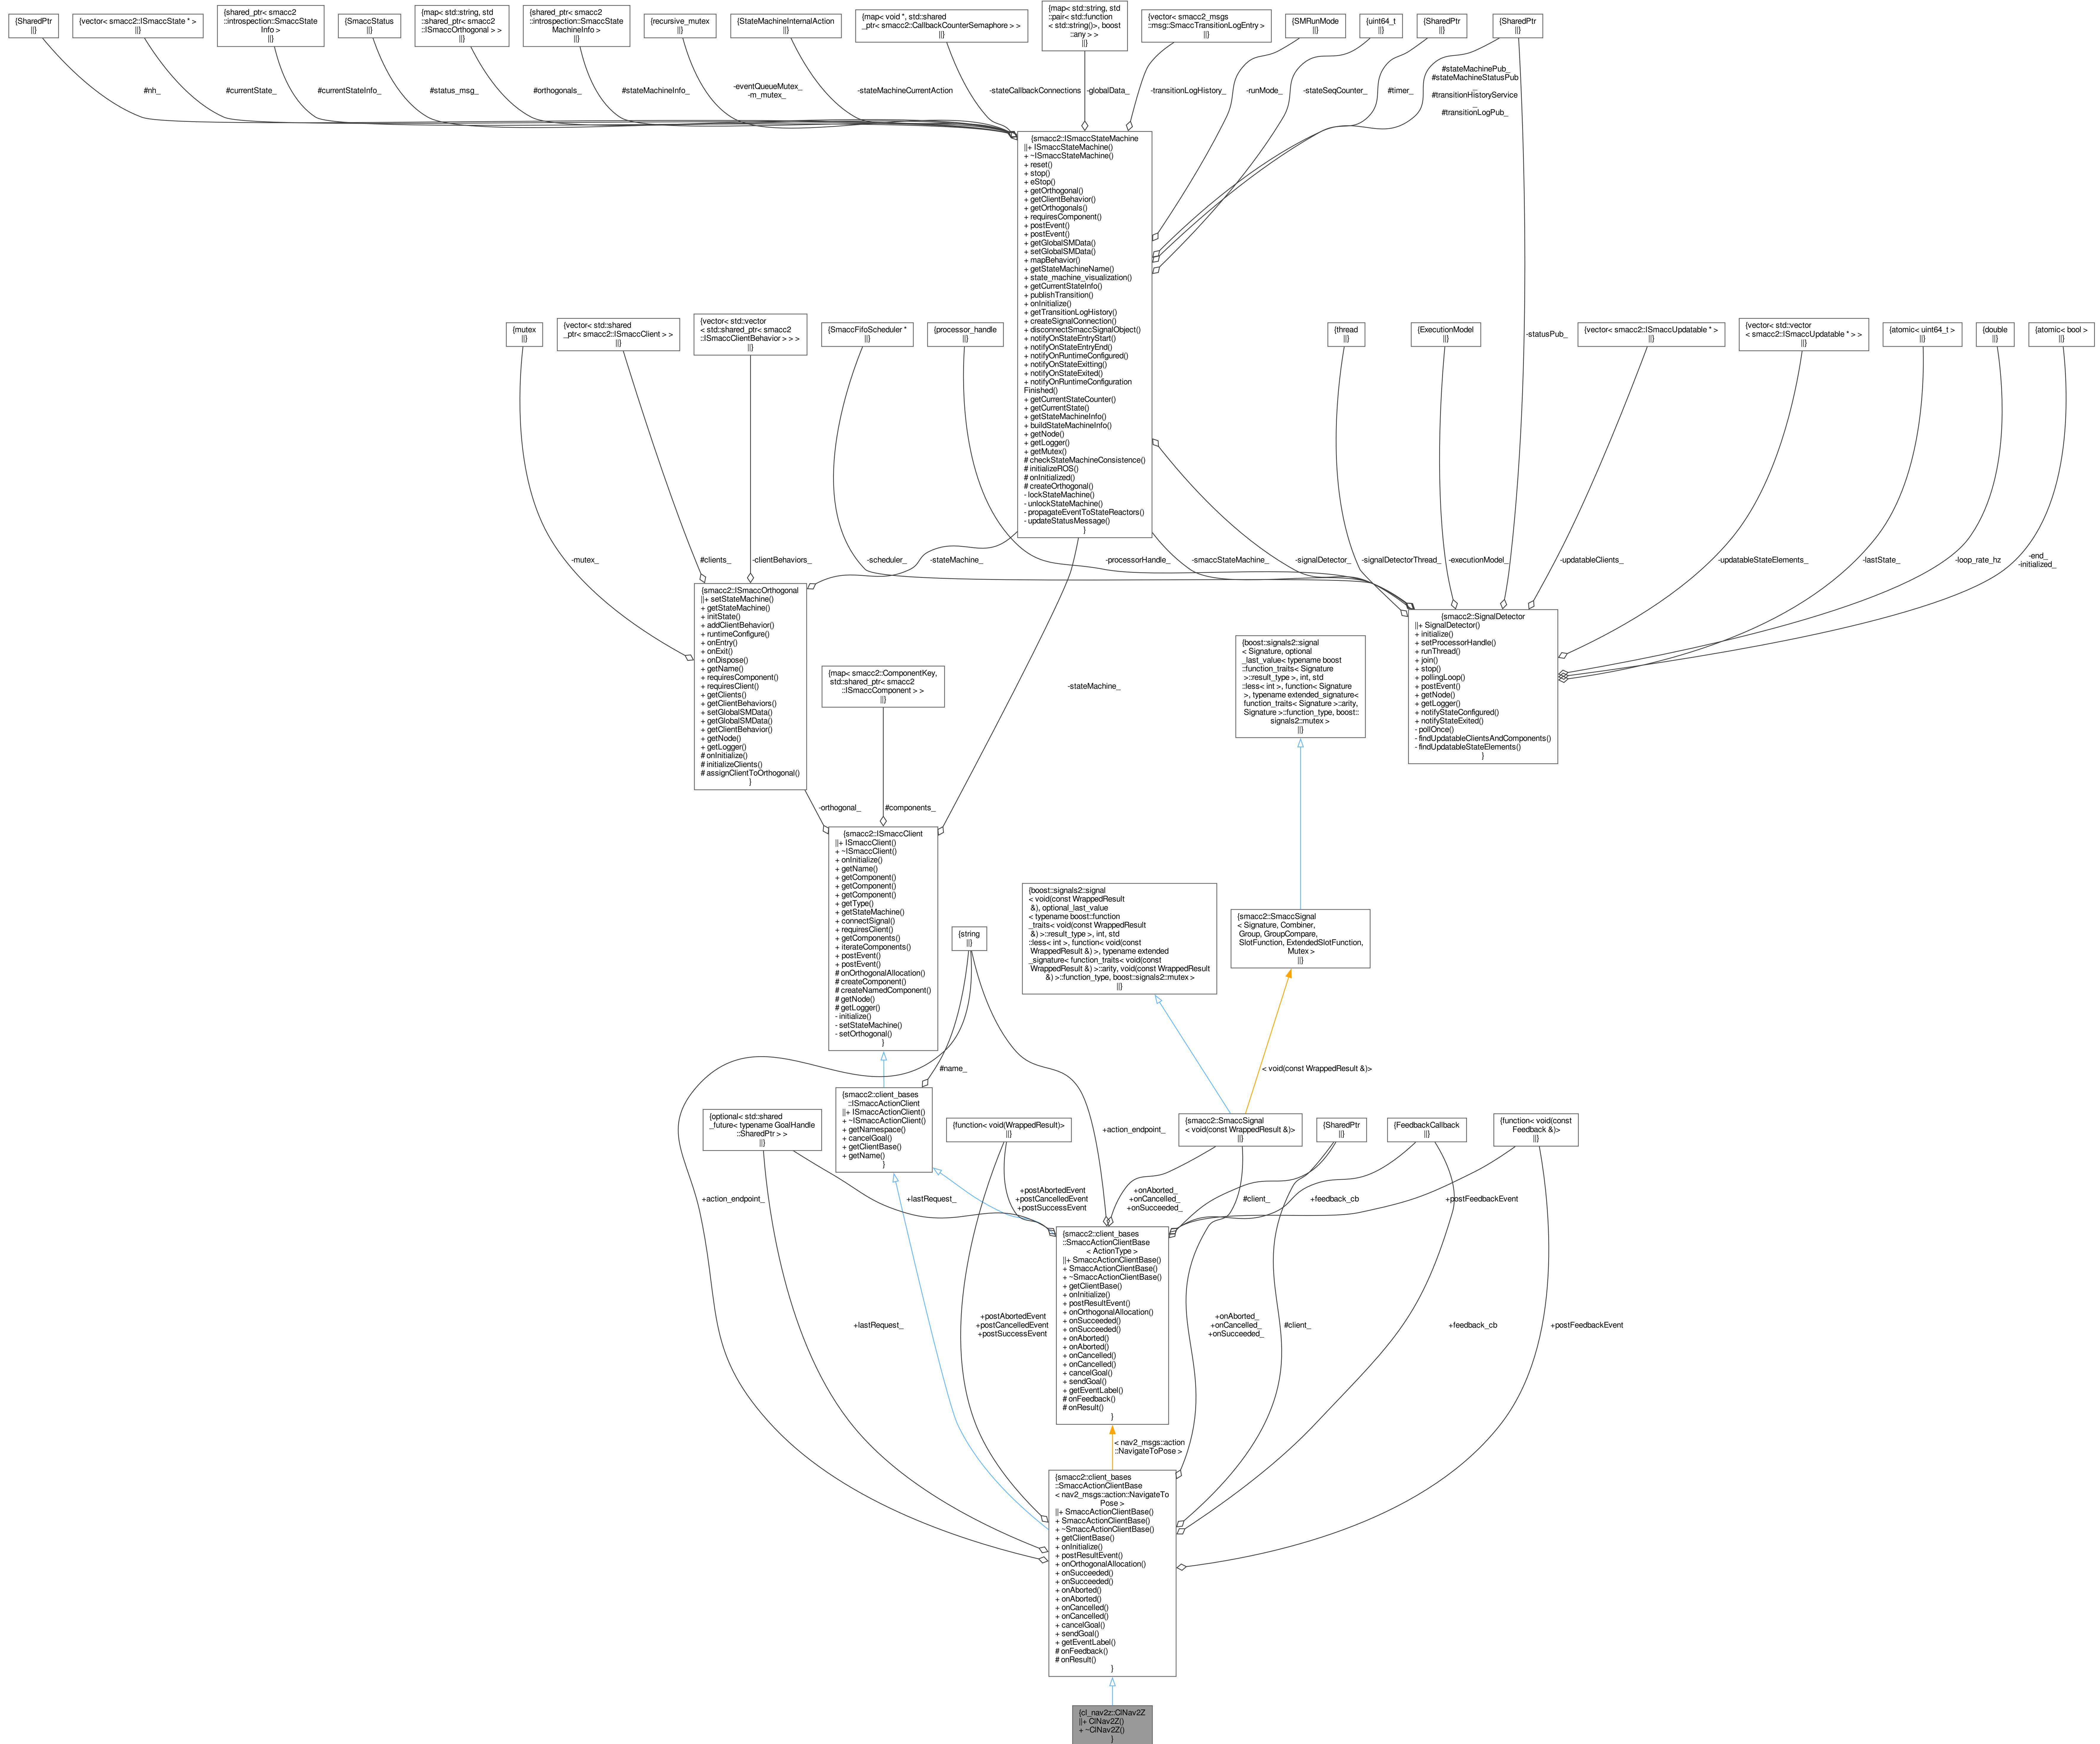 {SharedPtr
||}
{vector< smacc2::ISmaccState * >
||}
{shared_ptr< smacc2
::introspection::SmaccState
Info >
||}
{SmaccStatus
||}
{map< std::string, std
::shared_ptr< smacc2
::ISmaccOrthogonal > >
||}
{shared_ptr< smacc2
::introspection::SmaccState
MachineInfo >
||}
{recursive_mutex
||}
{StateMachineInternalAction
||}
{map< void *, std::shared
_ptr< smacc2::CallbackCounterSemaphore > >
||}
{map< std::string, std
::pair< std::function
< std::string()>, boost
::any > >
||}
{vector< smacc2_msgs
::msg::SmaccTransitionLogEntry >
||}
{SMRunMode
||}
{uint64_t
||}
{SharedPtr
||}
{SharedPtr
||}
#nh_
#currentState_
#currentStateInfo_
#status_msg_
#orthogonals_
#stateMachineInfo_
-eventQueueMutex_
-m_mutex_
-stateMachineCurrentAction
-stateCallbackConnections
-globalData_
-transitionLogHistory_
-runMode_
-stateSeqCounter_
#timer_
#stateMachinePub_
#stateMachineStatusPub
_
#transitionHistoryService
_
#transitionLogPub_
{smacc2::ISmaccStateMachine
||+ ISmaccStateMachine()
+ ~ISmaccStateMachine()
+ reset()
+ stop()
+ eStop()
+ getOrthogonal()
+ getClientBehavior()
+ getOrthogonals()
+ requiresComponent()
+ postEvent()
+ postEvent()
+ getGlobalSMData()
+ setGlobalSMData()
+ mapBehavior()
+ getStateMachineName()
+ state_machine_visualization()
+ getCurrentStateInfo()
+ publishTransition()
+ onInitialize()
+ getTransitionLogHistory()
+ createSignalConnection()
+ disconnectSmaccSignalObject()
+ notifyOnStateEntryStart()
+ notifyOnStateEntryEnd()
+ notifyOnRuntimeConfigured()
+ notifyOnStateExitting()
+ notifyOnStateExited()
+ notifyOnRuntimeConfiguration
Finished()
+ getCurrentStateCounter()
+ getCurrentState()
+ getStateMachineInfo()
+ buildStateMachineInfo()
+ getNode()
+ getLogger()
+ getMutex()
# checkStateMachineConsistence()
# initializeROS()
# onInitialized()
# createOrthogonal()
- lockStateMachine()
- unlockStateMachine()
- propagateEventToStateReactors()
- updateStatusMessage()
}
{mutex
||}
{vector< std::shared
_ptr< smacc2::ISmaccClient > >
||}
{vector< std::vector
< std::shared_ptr< smacc2
::ISmaccClientBehavior > > >
||}
{SmaccFifoScheduler *
||}
{processor_handle
||}
{thread
||}
{ExecutionModel
||}
-statusPub_
{vector< smacc2::ISmaccUpdatable * >
||}
{vector< std::vector
< smacc2::ISmaccUpdatable * > >
||}
{atomic< uint64_t >
||}
{double
||}
{atomic< bool >
||}
-mutex_
#clients_
-clientBehaviors_
-scheduler_
-stateMachine_
-processorHandle_
-smaccStateMachine_
-signalDetector_
-signalDetectorThread_
-executionModel_
-updatableClients_
-updatableStateElements_
-lastState_
-loop_rate_hz
-end_
-initialized_
{smacc2::ISmaccOrthogonal
||+ setStateMachine()
+ getStateMachine()
+ initState()
+ addClientBehavior()
+ runtimeConfigure()
+ onEntry()
+ onExit()
+ onDispose()
+ getName()
+ requiresComponent()
+ requiresClient()
+ getClients()
+ getClientBehaviors()
+ setGlobalSMData()
+ getGlobalSMData()
+ getClientBehavior()
+ getNode()
+ getLogger()
# onInitialize()
# initializeClients()
# assignClientToOrthogonal()
}
{smacc2::SignalDetector
||+ SignalDetector()
+ initialize()
+ setProcessorHandle()
+ runThread()
+ join()
+ stop()
+ pollingLoop()
+ postEvent()
+ getNode()
+ getLogger()
+ notifyStateConfigured()
+ notifyStateExited()
- pollOnce()
- findUpdatableClientsAndComponents()
- findUpdatableStateElements()
}
{map< smacc2::ComponentKey,
std::shared_ptr< smacc2
::ISmaccComponent > >
||}
-stateMachine_
{boost::signals2::signal
< Signature, optional
_last_value< typename boost
::function_traits< Signature
>::result_type >, int, std
::less< int >, function< Signature
>, typename extended_signature<
function_traits< Signature >::arity,
Signature >::function_type, boost::
signals2::mutex >
||}
-orthogonal_
#components_
{smacc2::ISmaccClient
||+ ISmaccClient()
+ ~ISmaccClient()
+ onInitialize()
+ getName()
+ getComponent()
+ getComponent()
+ getComponent()
+ getType()
+ getStateMachine()
+ connectSignal()
+ requiresClient()
+ getComponents()
+ iterateComponents()
+ postEvent()
+ postEvent()
# onOrthogonalAllocation()
# createComponent()
# createNamedComponent()
# getNode()
# getLogger()
- initialize()
- setStateMachine()
- setOrthogonal()
}
{string
||}
{boost::signals2::signal
< void(const WrappedResult
&), optional_last_value
< typename boost::function
_traits< void(const WrappedResult
&) >::result_type >, int, std
::less< int >, function< void(const
WrappedResult &) >, typename extended
_signature< function_traits< void(const
WrappedResult &) >::arity, void(const WrappedResult
&) >::function_type, boost::signals2::mutex >
||}
{smacc2::SmaccSignal
< Signature, Combiner,
Group, GroupCompare,
SlotFunction, ExtendedSlotFunction,
Mutex >
||}
#name_
< void(const WrappedResult &)>
{optional< std::shared
_future< typename GoalHandle
::SharedPtr > >
||}
{smacc2::client_bases
::ISmaccActionClient
||+ ISmaccActionClient()
+ ~ISmaccActionClient()
+ getNamespace()
+ cancelGoal()
+ getClientBase()
+ getName()
}
{function< void(WrappedResult)>
||}
+action_endpoint_
{smacc2::SmaccSignal
< void(const WrappedResult &)>
||}
{SharedPtr
||}
{FeedbackCallback
||}
{function< void(const
Feedback &)>
||}
+action_endpoint_
+lastRequest_
+postAbortedEvent
+postCancelledEvent
+postSuccessEvent
+onAborted_
+onCancelled_
+onSucceeded_
#client_
+feedback_cb
+postFeedbackEvent
{smacc2::client_bases
::SmaccActionClientBase
< ActionType >
||+ SmaccActionClientBase()
+ SmaccActionClientBase()
+ ~SmaccActionClientBase()
+ getClientBase()
+ onInitialize()
+ postResultEvent()
+ onOrthogonalAllocation()
+ onSucceeded()
+ onSucceeded()
+ onAborted()
+ onAborted()
+ onCancelled()
+ onCancelled()
+ cancelGoal()
+ sendGoal()
+ getEventLabel()
# onFeedback()
# onResult()
}
+lastRequest_
+postAbortedEvent
+postCancelledEvent
+postSuccessEvent
+onAborted_
+onCancelled_
+onSucceeded_
#client_
+feedback_cb
+postFeedbackEvent
< nav2_msgs::action
::NavigateToPose >
{smacc2::client_bases
::SmaccActionClientBase
< nav2_msgs::action::NavigateTo
Pose >
||+ SmaccActionClientBase()
+ SmaccActionClientBase()
+ ~SmaccActionClientBase()
+ getClientBase()
+ onInitialize()
+ postResultEvent()
+ onOrthogonalAllocation()
+ onSucceeded()
+ onSucceeded()
+ onAborted()
+ onAborted()
+ onCancelled()
+ onCancelled()
+ cancelGoal()
+ sendGoal()
+ getEventLabel()
# onFeedback()
# onResult()
}
{cl_nav2z::ClNav2Z
||+ ClNav2Z()
+ ~ClNav2Z()
}